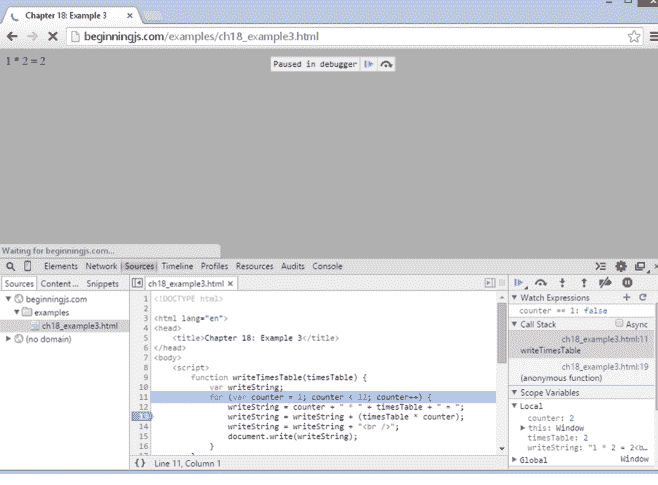 Chapter 18: Example 3
beginningjs.com/examples/ch18_example3.html
1 * 2 = 2
Paused in debugger
Waiting for beginningjs.com...
Elements Network Sources Timeline Profiles Resources Audits Console
Sources Content ... Snippets
ch18_example3.html
beginningjs.com
examples
ch18_example3.html
(no domain)
1 <!DOCTYPE html>
2
3 <html lang="en">
4 <head>
5 <title>Chapter 18: Example 3</title>
6 </head>
7 <body>
8 <script>
9 function writeTimesTable(timesTable) {
10 var writeString;
11 for (var counter = 1; counter < 12; counter++) {
12 writeString = counter + " * " + timesTable + " = ";
13 writeString = writeString + (timesTable * counter);
14 writeString = writeString + "<br />";
15 document.write(writeString);
16 }
17 }
{} Line 11, Column 1
Watch Expressions
counter == 1: false
Call Stack Async
ch18_example3.html:11
writeTimesTable
ch18_example3.html:19
(anonymous function)
Scope Variables
Local
counter: 2
this: Window
timesTable: 2
writeString: "1 * 2 = 2<b...
Global Window